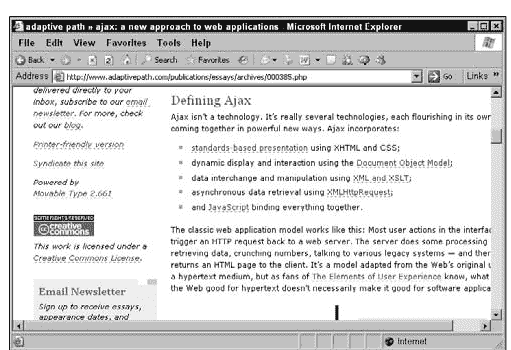 adaptive path » ajax: a new approach to web applications - Microsoft Internet Explorer
File Edit View Favorites Tools Help
Back Search Favorites
Address http://www.adaptivepath.com/publications/essays/archives/000385.php Go Links »
delivered directly to your
inbox, subscribe to our email
newsletter. For more, check
out our blog.
Printer-friendly version
Syndicate this site
Powered by
Movable Type 2.661
SOME RIGHTS RESERVED
creative
commons
This work is licensed under a
Creative Commons License.
Email Newsletter
Sign up to receive essays,
appearance dates, and
Defining Ajax
Ajax isn't a technology. It's really several technologies, each flourishing in its own
coming together in powerful new ways. Ajax incorporates:
standards-based presentation using XHTML and CSS;
dynamic display and interaction using the Document Object Model;
data interchange and manipulation using XML and XSLT;
asynchronous data retrieval using XMLHttpRequest;
and JavaScript binding everything together.
The classic web application model works like this: Most user actions in the interfac
trigger an HTTP request back to a web server. The server does some processing
retrieving data, crunching numbers, talking to various legacy systems — and then
returns an HTML page to the client. It's a model adapted from the Web's original u
a hypertext medium, but as fans of The Elements of User Experience know, what
the Web good for hypertext doesn't necessarily make it good for software applica
Internet